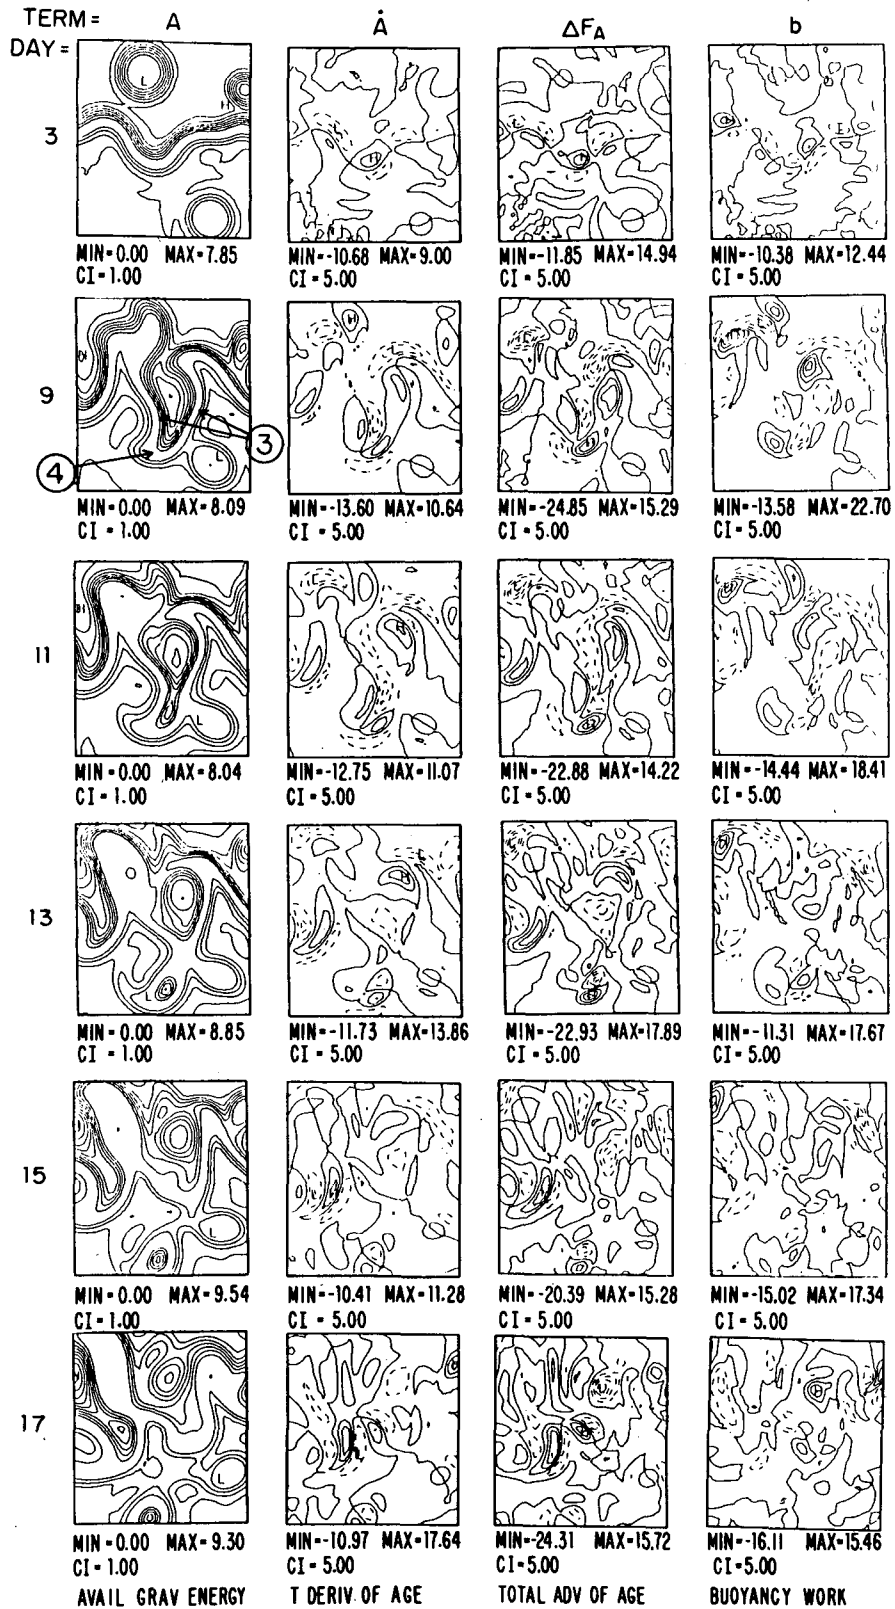 TERM = A Ȧ ΔFA b
DAY =
3
L
H
H
MIN=0.00 MAX=7.85 MIN=-10.68 MAX=9.00 MIN=-11.85 MAX=14.94 MIN=-10.38 MAX=12.44
CI=1.00 CI=5.00 CI=5.00 CI=5.00
9
H
L
3
4
L
MIN=0.00 MAX=8.09 MIN=-13.60 MAX=10.64 MIN=-24.85 MAX=15.29 MIN=-13.58 MAX=22.70
CI=1.00 CI=5.00 CI=5.00 CI=5.00
11
L
MIN=0.00 MAX=8.04 MIN=-12.75 MAX=11.07 MIN=-22.88 MAX=14.22 MIN=-14.44 MAX=18.41
CI=1.00 CI=5.00 CI=5.00 CI=5.00
13
H
L
MIN=0.00 MAX=8.85 MIN=-11.73 MAX=13.86 MIN=-22.93 MAX=17.89 MIN=-11.31 MAX=17.67
CI=1.00 CI=5.00 CI=5.00 CI=5.00
15
L
MIN=0.00 MAX=9.54 MIN=-10.41 MAX=11.28 MIN=-20.39 MAX=15.28 MIN=-15.02 MAX=17.34
CI=1.00 CI=5.00 CI=5.00 CI=5.00
17
L
MIN=0.00 MAX=9.30 MIN=-10.97 MAX=17.64 MIN=-24.31 MAX=15.72 MIN=-16.11 MAX=15.46
CI=1.00 CI=5.00 CI=5.00 CI=5.00
AVAIL GRAV ENERGY T DERIV. OF AGE TOTAL ADV OF AGE BUOYANCY WORK